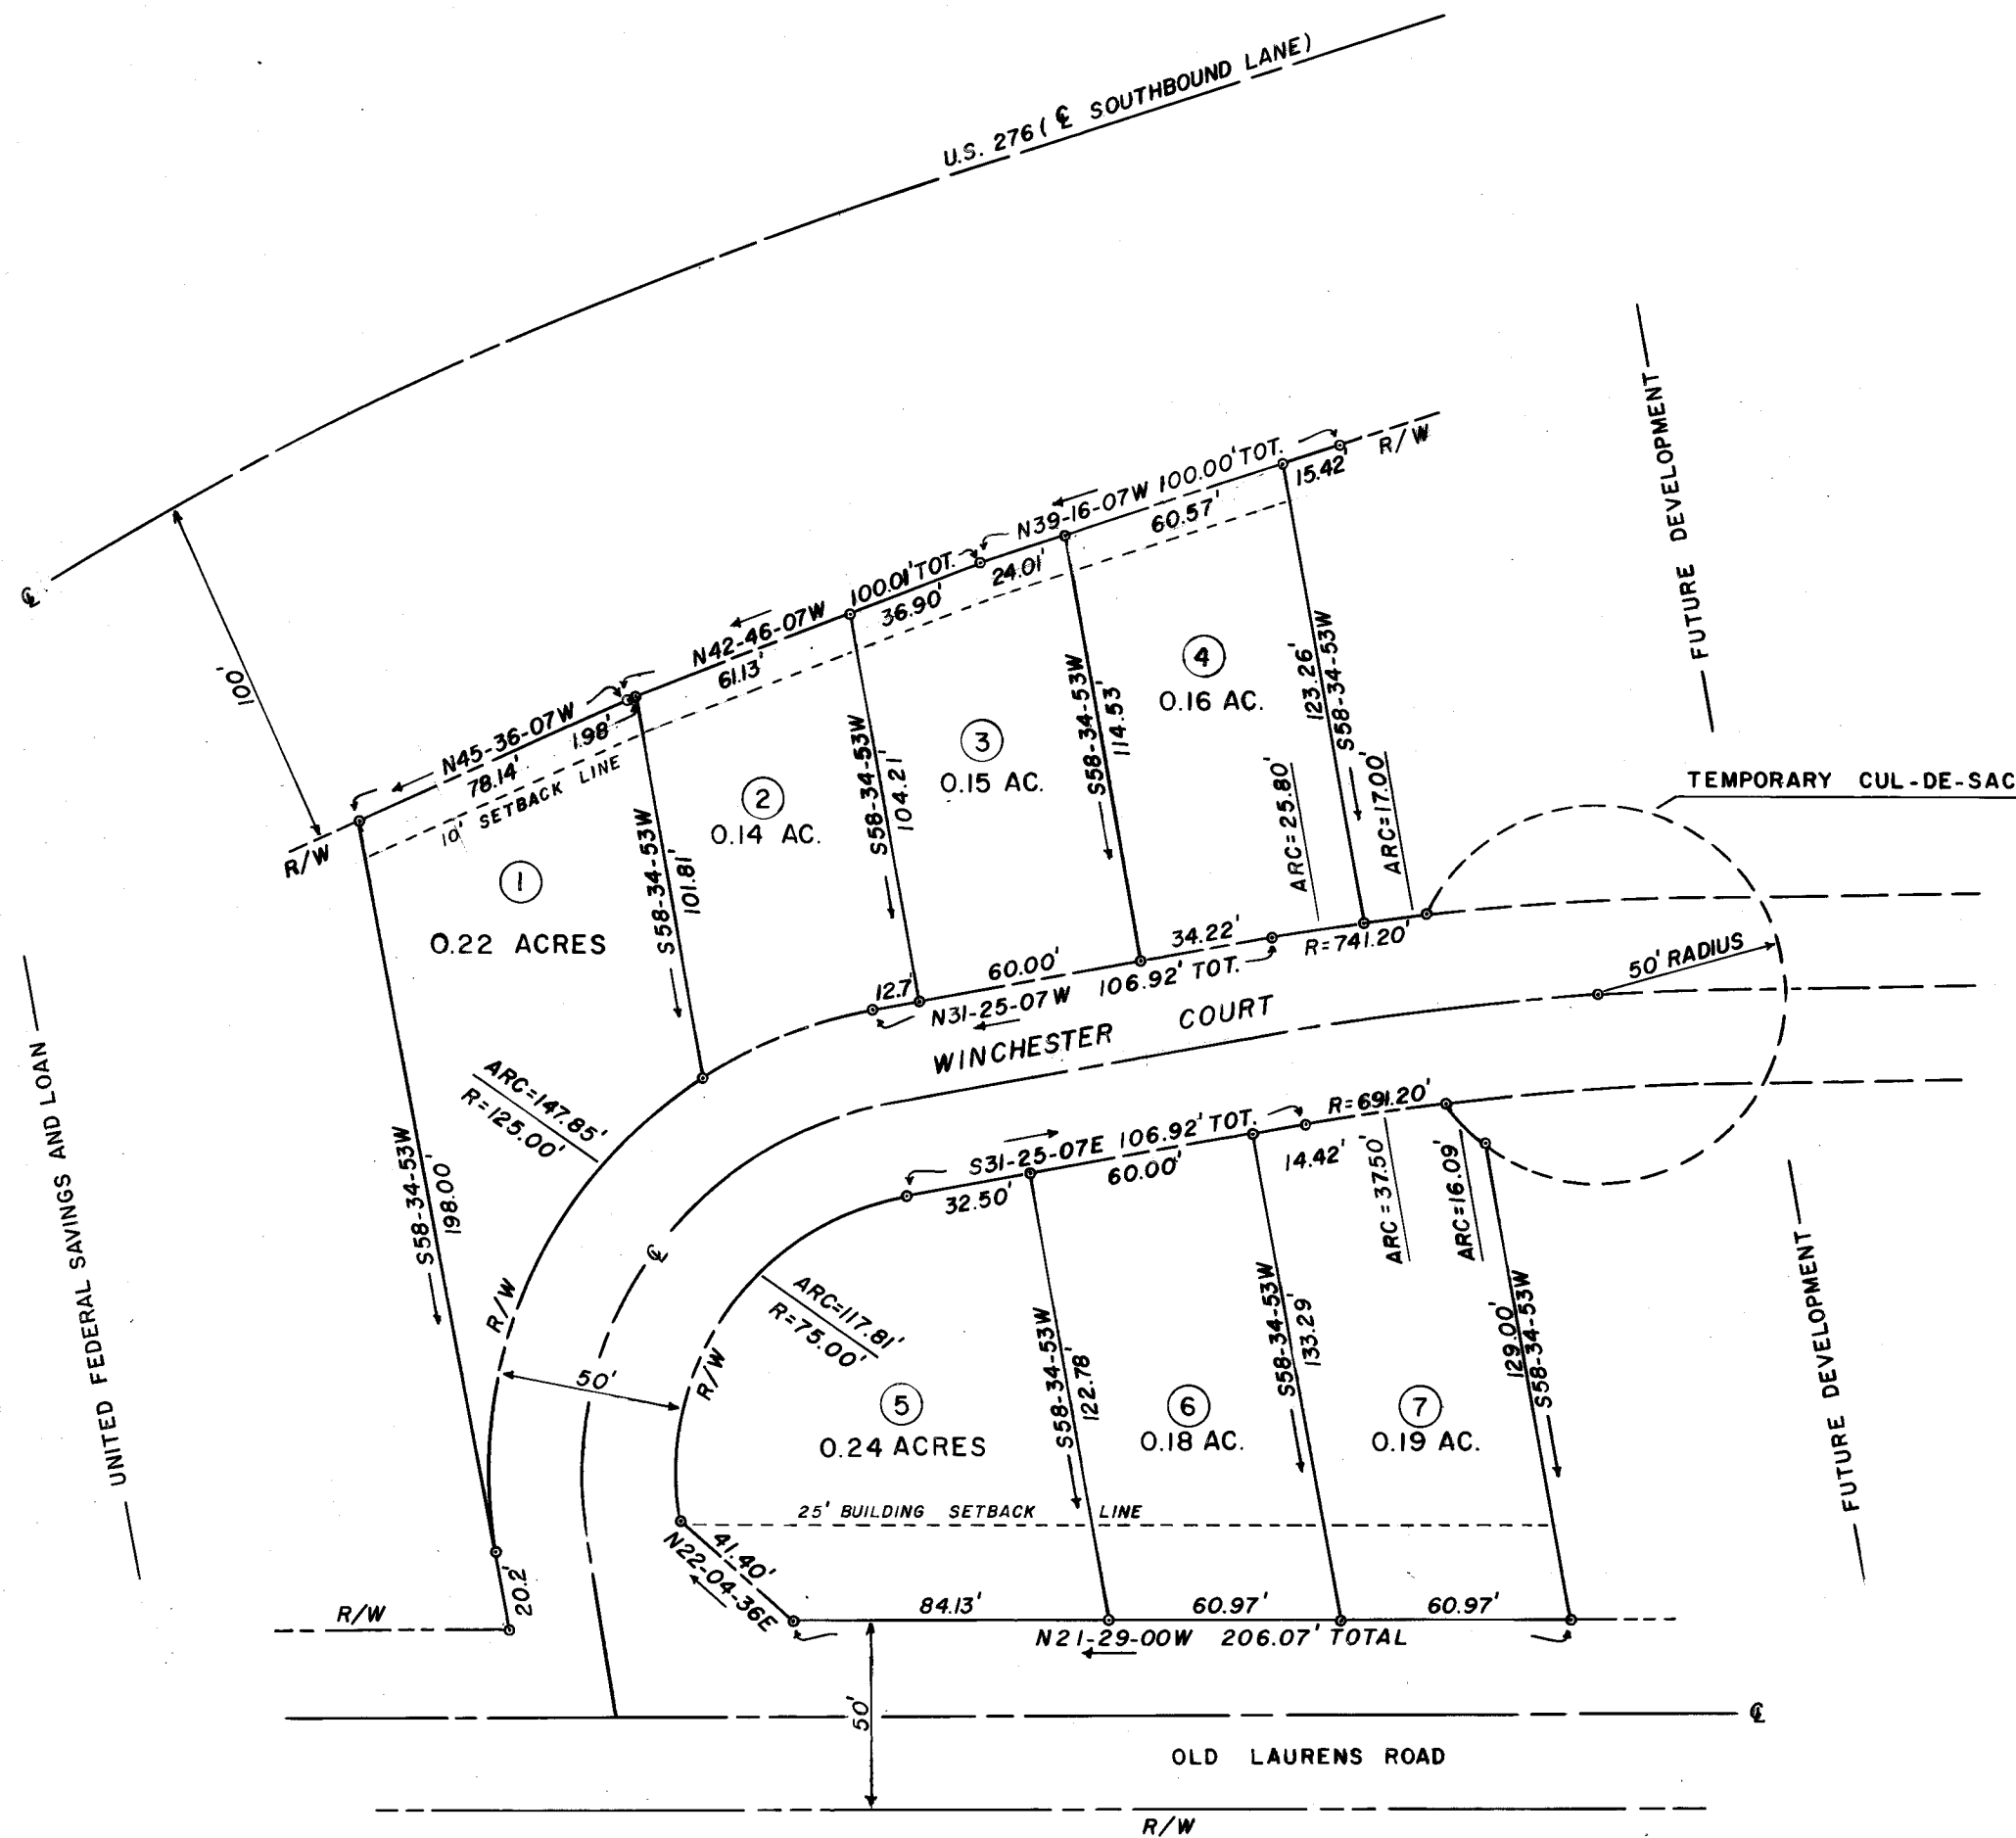 U.S. 276 ( ℄ SOUTHBOUND LANE)
℄
100'
R/W
N45-36-07W
78.14'
1.98'
10' SETBACK LINE
N42-46-07W 100.01' TOT.
61.13'
36.90'
N39-16-07W 100.00' TOT.
24.01'
60.57'
15.42'
R/W
FUTURE DEVELOPMENT
1
0.22 ACRES
S58-34-53W
101.81'
2
0.14 AC.
S58-34-53W
104.21'
3
0.15 AC.
S58-34-53W
114.53'
4
0.16 AC.
123.26'
S58-34-53W
ARC=25.80'
ARC=17.00'
TEMPORARY CUL-DE-SAC
50' RADIUS
R=741.20'
34.22'
60.00'
12.7'
N31-25-07W 106.92' TOT.
WINCHESTER COURT
UNITED FEDERAL SAVINGS AND LOAN
S58-34-53W
198.00'
ARC=147.85'
R=125.00'
R/W
℄
50'
R/W
ARC=117.81'
R=75.00'
S31-25-07E 106.92' TOT.
32.50'
60.00'
14.42'
R=691.20'
ARC=37.50'
ARC=16.09'
5
0.24 ACRES
S58-34-53W
122.78'
6
0.18 AC.
S58-34-53W
133.29'
7
0.19 AC.
129.00'
S58-34-53W
FUTURE DEVELOPMENT
25' BUILDING SETBACK LINE
41.40'
N22-04-36E
20.2'
R/W
84.13'
60.97'
60.97'
N21-29-00W 206.07' TOTAL
50'
℄
OLD LAURENS ROAD
R/W